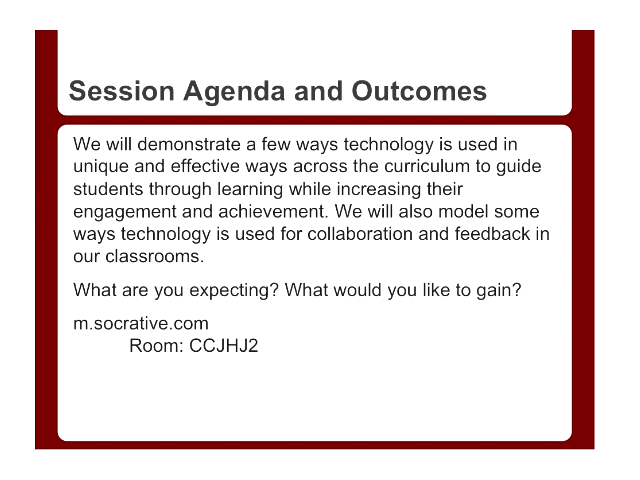 Session Agenda and Outcomes
We will demonstrate a few ways technology is used in
unique and effective ways across the curriculum to guide
students through learning while increasing their
engagement and achievement. We will also model some
ways technology is used for collaboration and feedback in
our classrooms.
What are you expecting? What would you like to gain?
m.socrative.com
Room: CCJHJ2